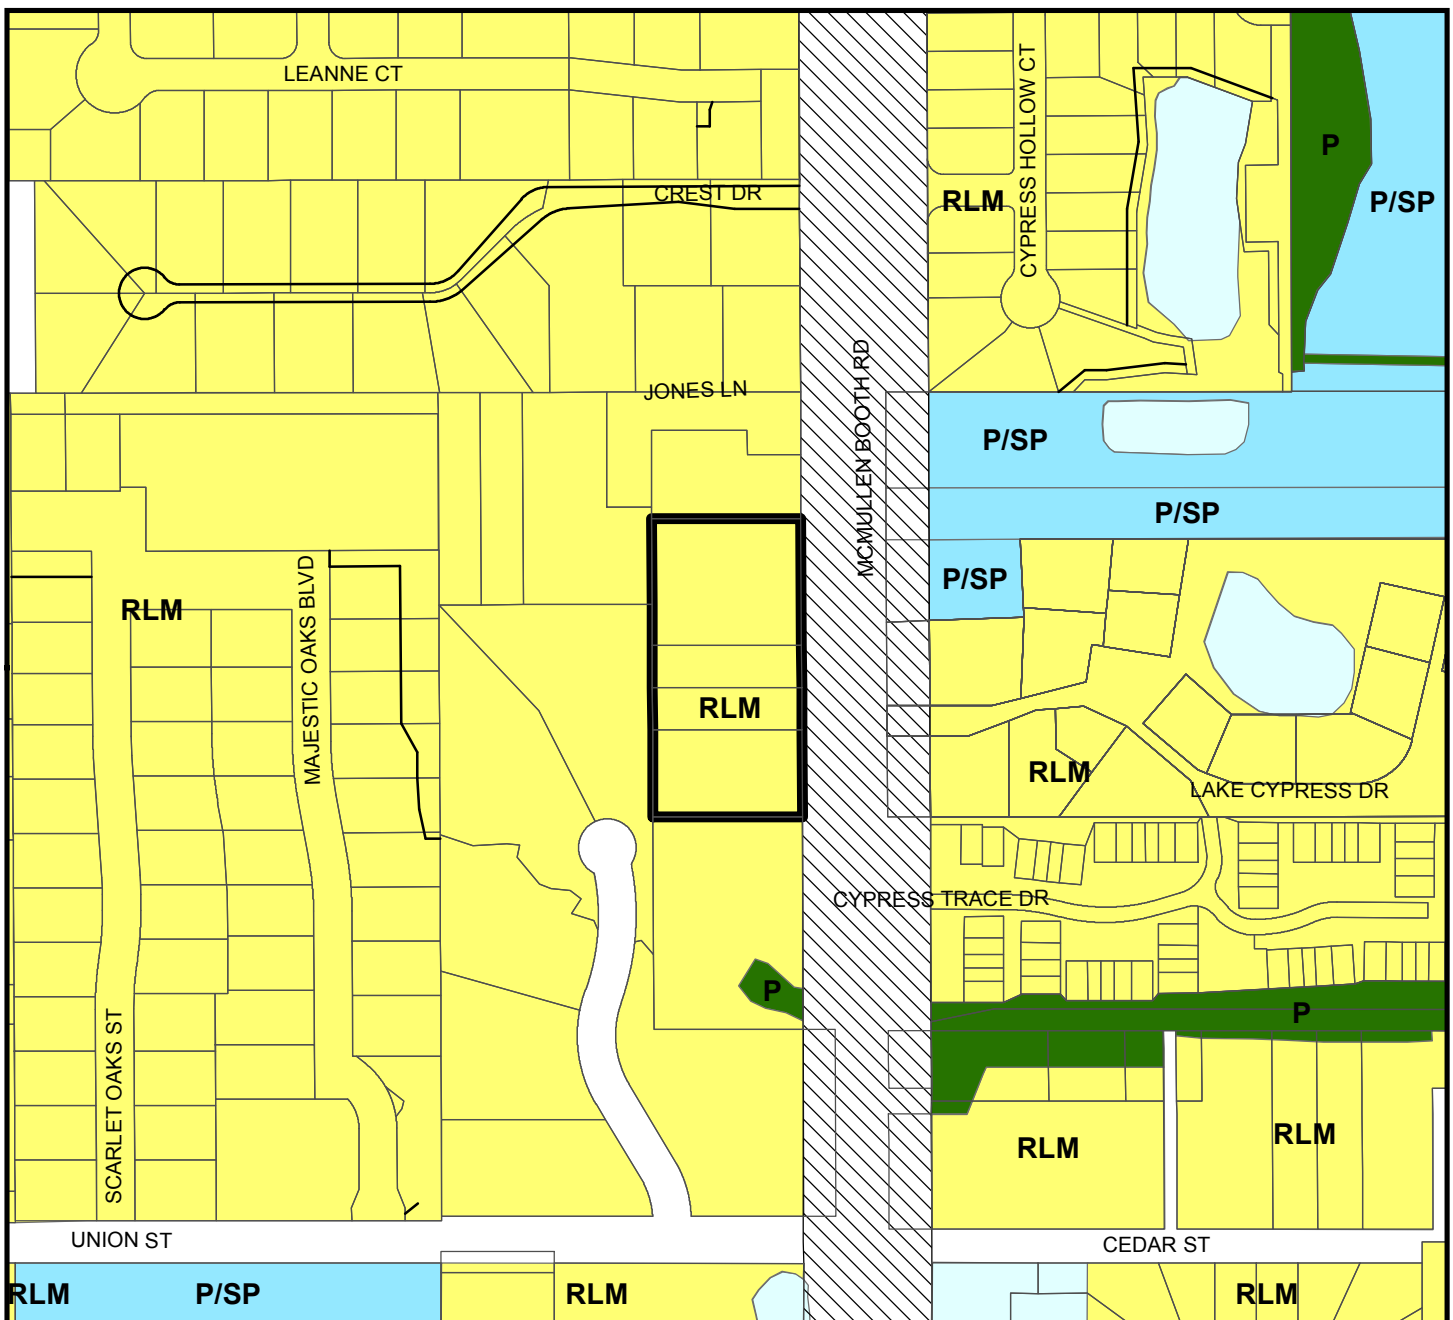 LEANNE CT
CYPRESS HOLLOW CT
P
CREST DR
RLM
P/SP
JONES LN
MCMULLEN BOOTH RD
P/SP
P/SP
P/SP
RLM
MAJESTIC OAKS BLVD
RLM
RLM
LAKE CYPRESS DR
CYPRESS TRACE DR
P
P
SCARLET OAKS ST
RLM
RLM
UNION ST
CEDAR ST
RLM
P/SP
RLM
RLM